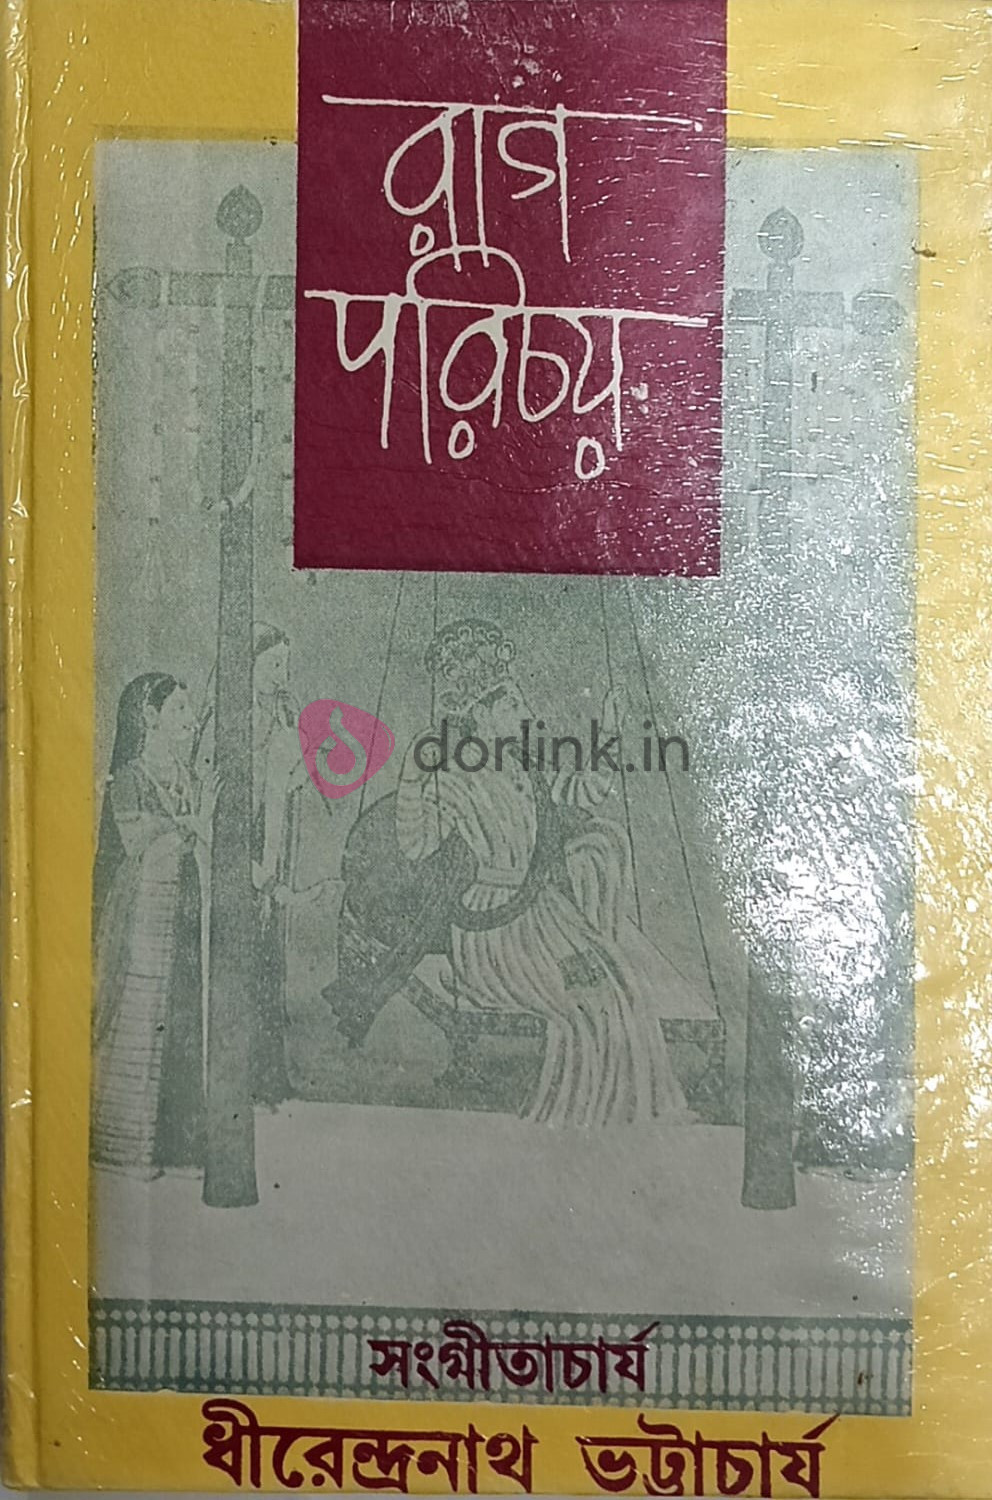 রাগ
পরিচয়
dorlink.in
সংগীতাচার্য
ধীরেন্দ্রনাথ ভট্টাচার্য